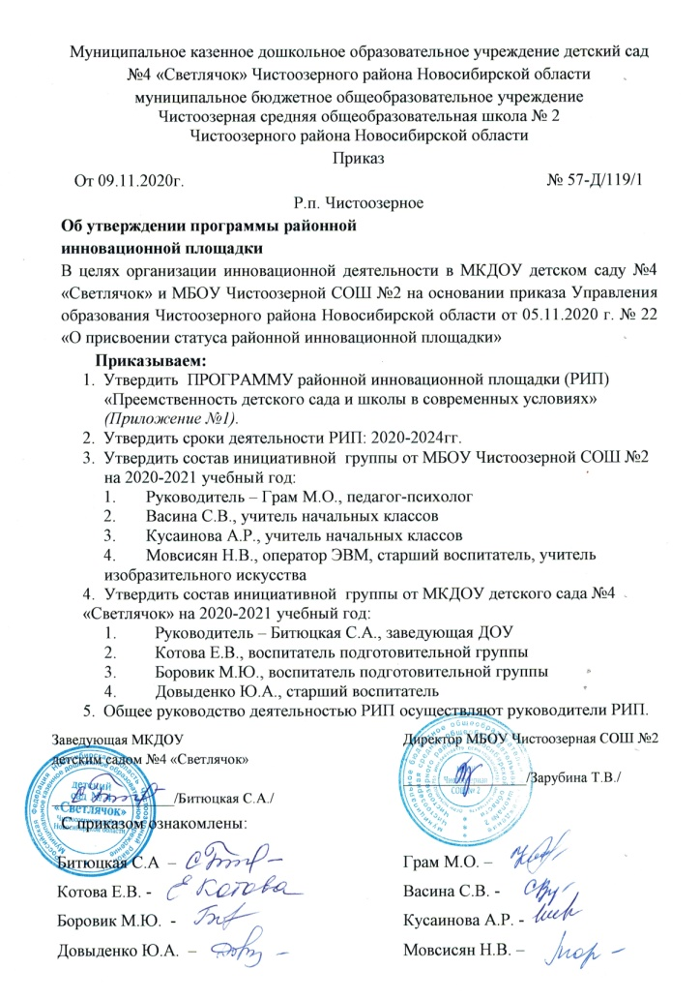 Муниципальное казенное дошкольное образовательное учреждение детский сад
№4 «Светлячок» Чистоозерного района Новосибирской области
муниципальное бюджетное общеобразовательное учреждение
Чистоозерная средняя общеобразовательная школа № 2
Чистоозерного района Новосибирской области
Приказ
От 09.11.2020г. № 57-Д/119/1
Р.п. Чистоозерное
Об утверждении программы районной
инновационной площадки
В целях организации инновационной деятельности в МКДОУ детском саду №4
«Светлячок» и МБОУ Чистоозерной СОШ №2 на основании приказа Управления
образования Чистоозерного района Новосибирской области от 05.11.2020 г. № 22
«О присвоении статуса районной инновационной площадки»
Приказываем:
1. Утвердить ПРОГРАММУ районной инновационной площадки (РИП)
«Преемственность детского сада и школы в современных условиях»
(Приложение №1).
2. Утвердить сроки деятельности РИП: 2020-2024гг.
3. Утвердить состав инициативной группы от МБОУ Чистоозерной СОШ №2
на 2020-2021 учебный год:
1. Руководитель – Грам М.О., педагог-психолог
2. Васина С.В., учитель начальных классов
3. Кусаинова А.Р., учитель начальных классов
4. Мовсисян Н.В., оператор ЭВМ, старший воспитатель, учитель
изобразительного искусства
4. Утвердить состав инициативной группы от МКДОУ детского сада №4
«Светлячок» на 2020-2021 учебный год:
1. Руководитель – Битюцкая С.А., заведующая ДОУ
2. Котова Е.В., воспитатель подготовительной группы
3. Боровик М.Ю., воспитатель подготовительной группы
4. Довыденко Ю.А., старший воспитатель
5. Общее руководство деятельностью РИП осуществляют руководители РИП.
Заведующая МКДОУ Директор МБОУ Чистоозерная СОШ №2
детским садом №4 «Светлячок»
/Битюцкая С.А./ /Зарубина Т.В./
детский
«Светлячок»
СОШ № 2
С приказом ознакомлены:
Битюцкая С.А – Грам М.О. –
Котова Е.В. - Е Котова Васина С.В. -
Боровик М.Ю. - Кусаинова А.Р. -
Довыденко Ю.А. – Мовсисян Н.В. –